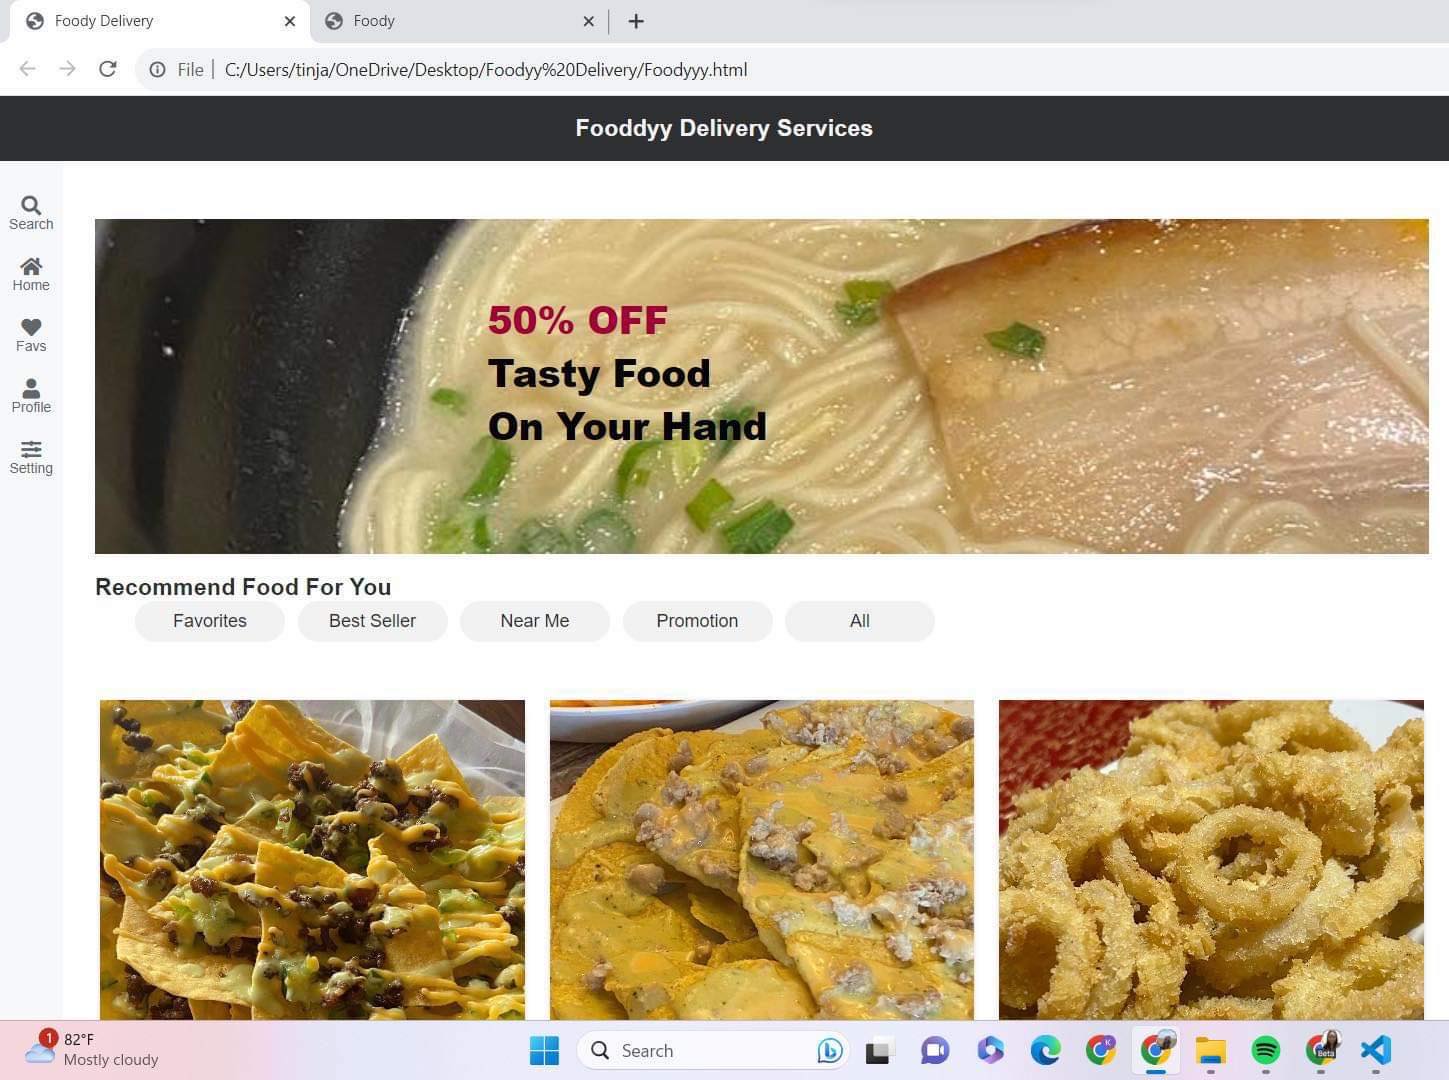 Foody Delivery
Foody
File
C:/Users/tinja/OneDrive/Desktop/Foodyy%20Delivery/Foodyyy.html
Fooddyy Delivery Services
Search
Home
Favs
Profile
Setting
50% OFF
Tasty Food
On Your Hand
Recommend Food For You
Favorites Best Seller Near Me Promotion All
1
82°F
Mostly cloudy
Search
K
Beta